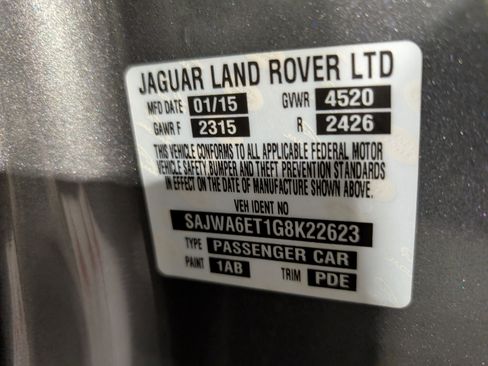 JAGUAR LAND ROVER LTD
MFD DATE 01/15 GVWR 4520
GAWR F 2315 R 2426
THIS VEHICLE CONFORMS TO ALL APPLICABLE FEDERAL MOTOR
VEHICLE SAFETY, BUMPER AND THEFT PREVENTION STANDARDS
IN EFFECT ON THE DATE OF MANUFACTURE SHOWN ABOVE.
VEH IDENT NO
SAJWA6ET1G8K22623
TYPE PASSENGER CAR
PAINT 1AB TRIM PDE